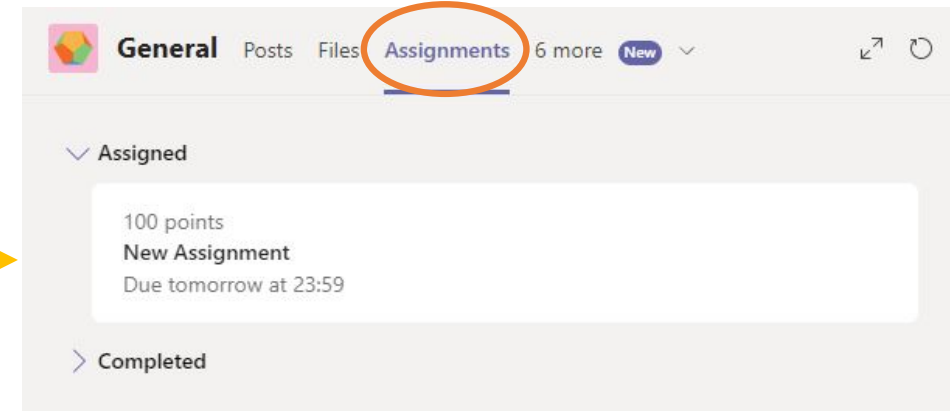 General Posts Files Assignments 6 more New
Assigned
100 points
New Assignment
Due tomorrow at 23:59
Completed